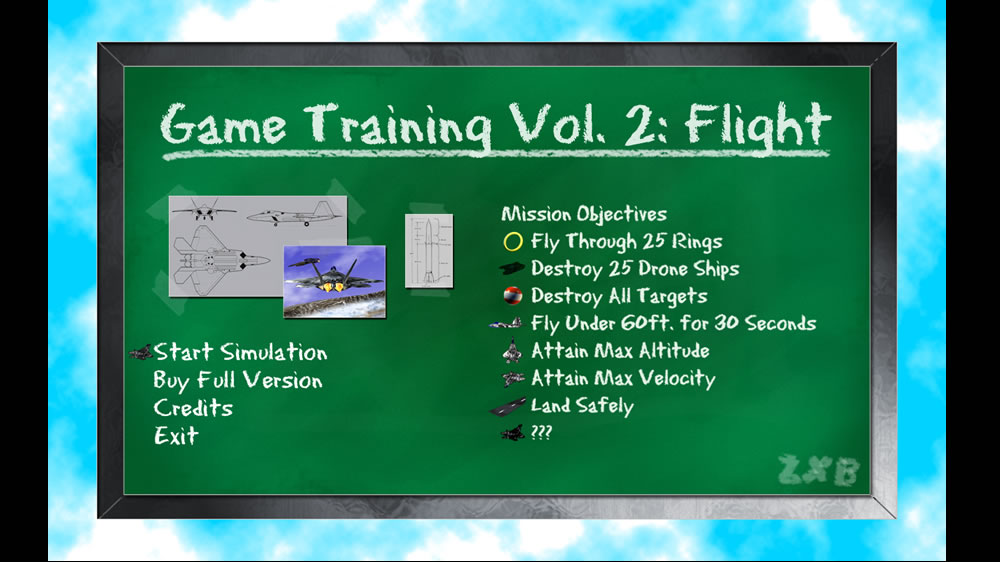 Game Training Vol. 2: Flight
Start Simulation
Buy Full Version
Credits
Exit
Mission Objectives
Fly Through 25 Rings
Destroy 25 Drone Ships
Destroy All Targets
Fly Under 60ft. for 30 Seconds
Attain Max Altitude
Attain Max Velocity
Land Safely
???
ZXB